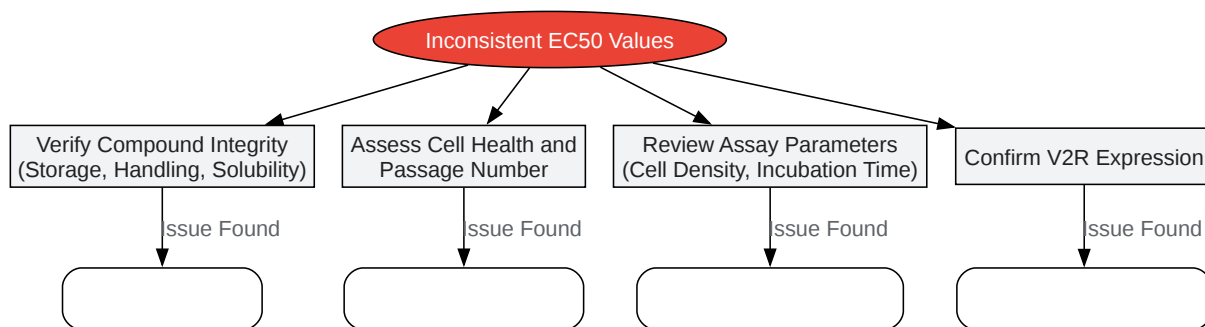 Inconsistent EC50 Values
Verify Compound Integrity
(Storage, Handling, Solubility)
Assess Cell Health and
Passage Number
Review Assay Parameters
(Cell Density, Incubation Time)
Confirm V2R Expression
Issue Found
Issue Found
Issue Found
Issue Found